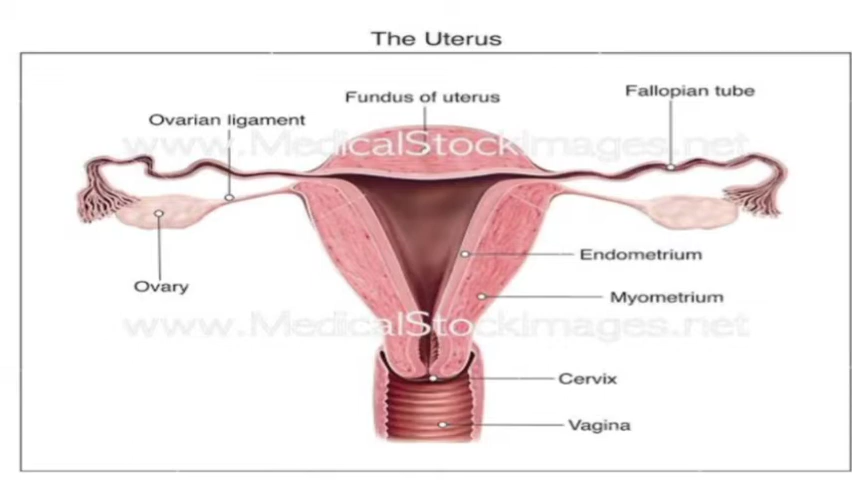 The Uterus
Fundus of uterus
Fallopian tube
Ovarian ligament
www.MedicalStockImages.net
Endometrium
Ovary
Myometrium
www.MedicalStockImages.net
Cervix
Vagina